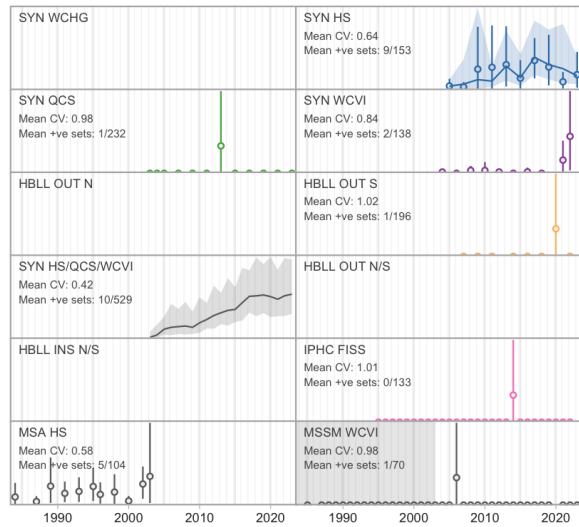 SYN WCHG
SYN HS
Mean CV: 0.64
Mean +ve sets: 9/153
SYN QCS
Mean CV: 0.98
Mean +ve sets: 1/232
SYN WCVI
Mean CV: 0.84
Mean +ve sets: 2/138
HBLL OUT N
HBLL OUT S
Mean CV: 1.02
Mean +ve sets: 1/196
SYN HS/QCS/WCVI
Mean CV: 0.42
Mean +ve sets: 10/529
HBLL OUT N/S
HBLL INS N/S
IPHC FISS
Mean CV: 1.01
Mean +ve sets: 0/133
MSA HS
Mean CV: 0.58
Mean +ve sets: 5/104
MSSM WCVI
Mean CV: 0.98
Mean +ve sets: 1/70
1990 2000 2010 2020
1990 2000 2010 2020